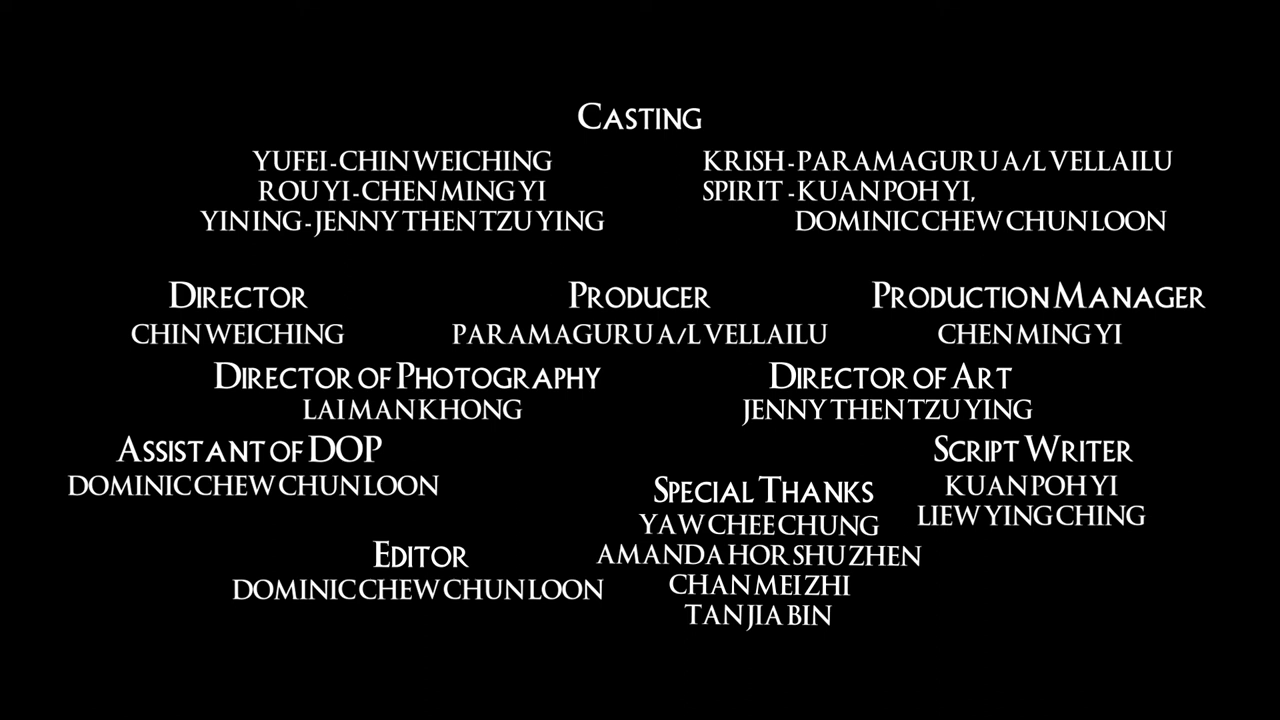 Casting
YUFEI - CHIN WEI CHING
KRISH - PARAMAGURU A/L VELLAILU
ROU YI - CHEN MING YI
SPIRIT - KUAN POH YI,
YINING - JENNY THEN TZU YING
DOMINIC CHEW CHUN LOON
Director
Producer
Production Manager
CHIN WEI CHING
PARAMAGURU A/L VELLAILU
CHEN MING YI
Director of Photography
Director of Art
LAI MAN KHONG
JENNY THEN TZU YING
Assistant of DOP
Script Writer
DOMINIC CHEW CHUN LOON
KUAN POH YI
LIEW YING CHING
Special Thanks
YAW CHEE CHUNG
AMANDA HOR SHU ZHEN
CHAN MEI ZHI
TAN JIA BIN
Editor
DOMINIC CHEW CHUN LOON